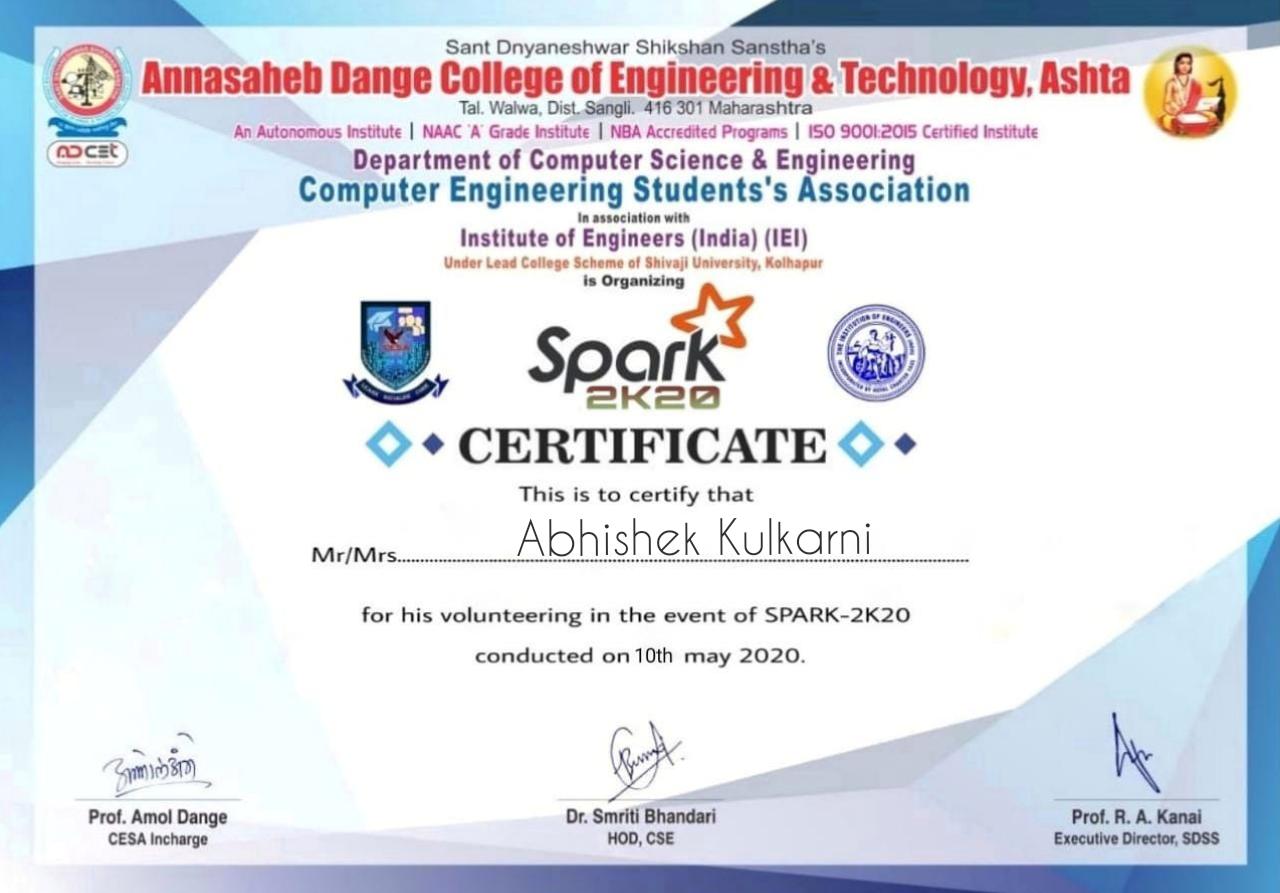 Sant Dnyaneshwar Shikshan Sanstha's
Annasaheb Dange College of Engineering & Technology, Ashta
Tal. Walwa, Dist. Sangli. 416 301 Maharashtra
An Autonomous Institute | NAAC 'A' Grade Institute | NBA Accredited Programs | ISO 9001:2015 Certified Institute
ADCET
Department of Computer Science & Engineering
Computer Engineering Students's Association
In association with
Institute of Engineers (India) (IEI)
Under Lead College Scheme of Shivaji University, Kolhapur
is Organizing
Spark
2K20
THE INSTITUTION OF ENGINEERS
CERTIFICATE
This is to certify that
Mr/Mrs. Abhishek Kulkarni
for his volunteering in the event of SPARK-2K20
conducted on 10th may 2020.
Prof. Amol Dange
CESA Incharge
Dr. Smriti Bhandari
HOD, CSE
Prof. R. A. Kanai
Executive Director, SDSS